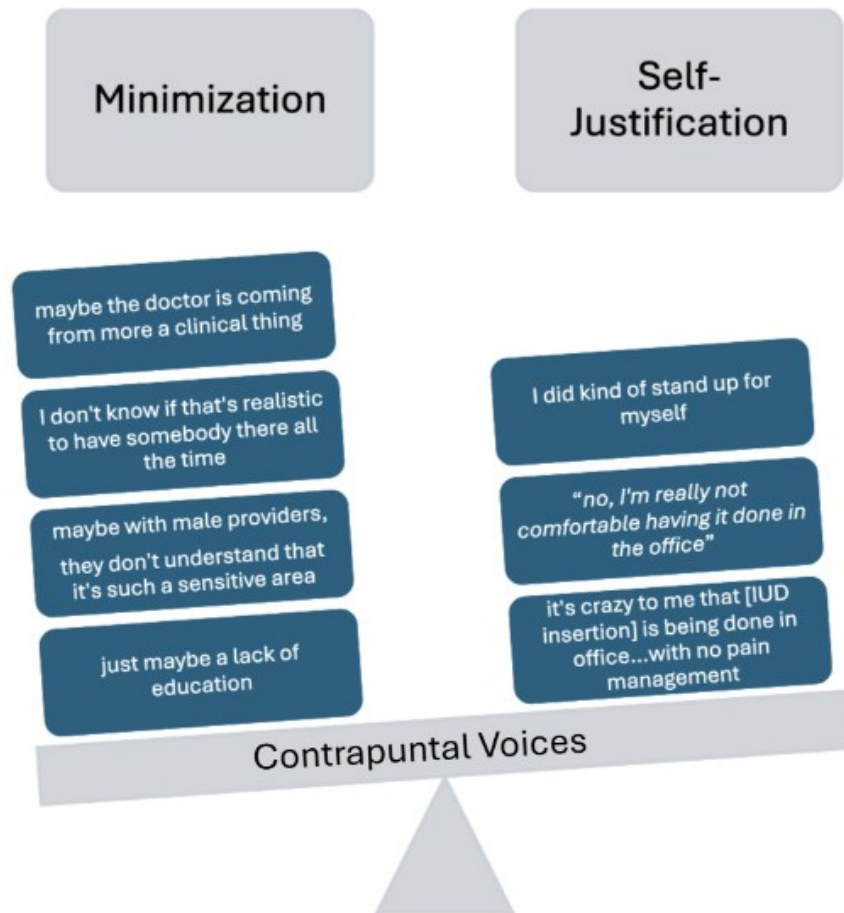 Minimization
Self-
Justification
maybe the doctor is coming
from more a clinical thing
I don't know if that's realistic
to have somebody there all
the time
maybe with male providers,
they don't understand that
it's such a sensitive area
just maybe a lack of
education
I did kind of stand up for
myself
“no, I'm really not
comfortable having it done in
the office”
it's crazy to me that [IUD
insertion] is being done in
office...with no pain
management
Contrapuntal Voices